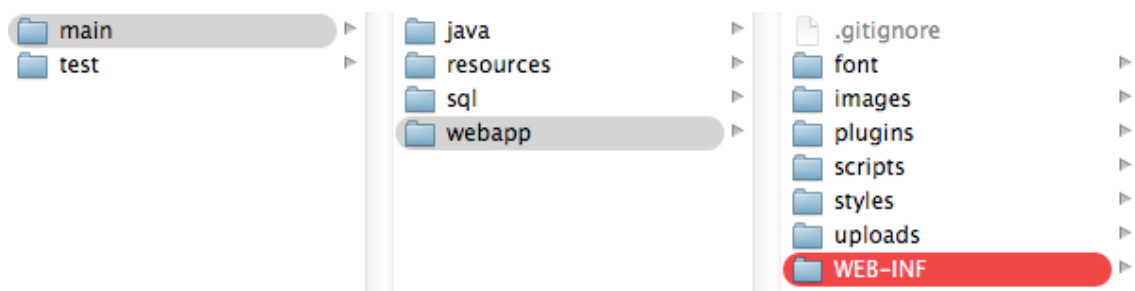 main
test
java
resources
sql
webapp
.gitignore
font
images
plugins
scripts
styles
uploads
WEB-INF